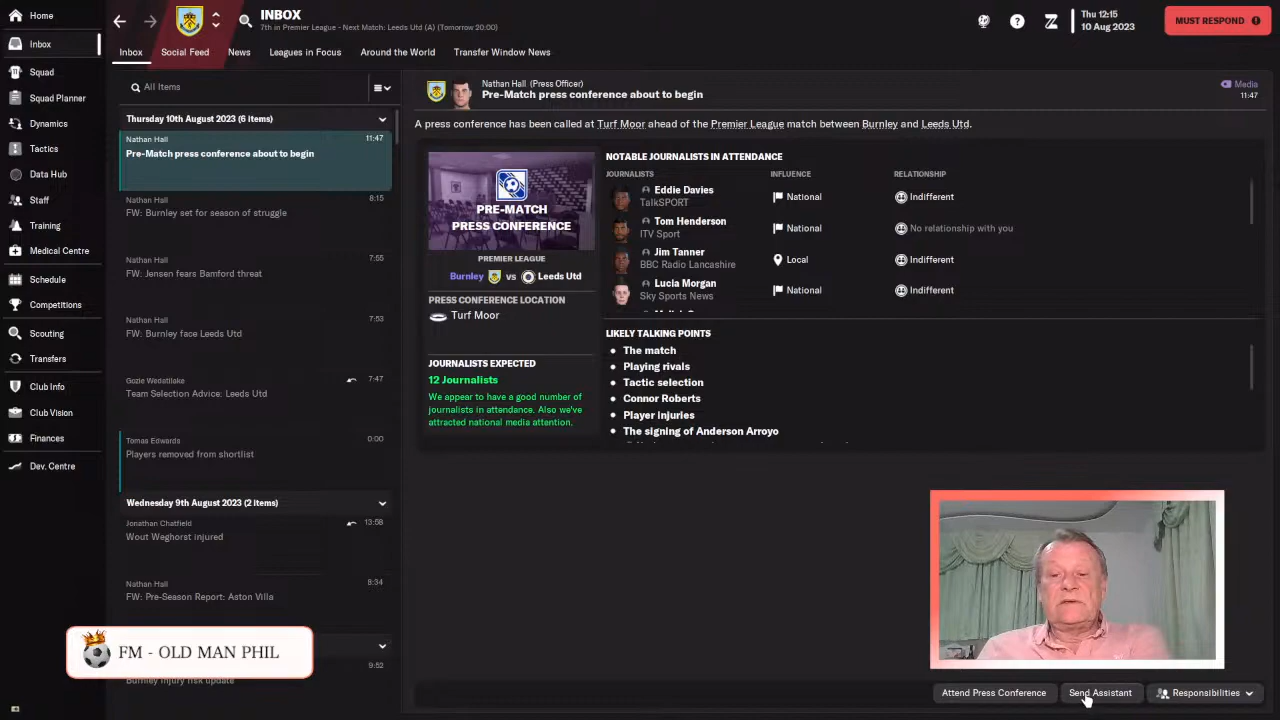 Home
Inbox
Squad
Squad Planner
Dynamics
Tactics
Data Hub
Staff
Training
Medical Centre
Schedule
Competitions
Scouting
Transfers
Club Info
Club Vision
Finances
Dev. Centre
INBOX
7th in Premier League - Next Match: Leeds Utd (A) (Tomorrow 20:00)
Thu 12:15
10 Aug 2023
MUST RESPOND
Inbox Social Feed News Leagues in Focus Around the World Transfer Window News
All Items
Thursday 10th August 2023 (6 items)
Nathan Hall 11:47
Pre-Match press conference about to begin
Nathan Hall 8:15
FW: Burnley set for season of struggle
Nathan Hall 7:55
FW: Jensen fears Bamford threat
Nathan Hall 7:53
FW: Burnley face Leeds Utd
Gozie Wedatilake 7:47
Team Selection Advice: Leeds Utd
Tomas Edwards 0:00
Players removed from shortlist
Wednesday 9th August 2023 (2 items)
Jonathan Chatfield 13:58
Wout Weghorst injured
Nathan Hall 8:34
FW: Pre-Season Report: Aston Villa
9:52
Burnley injury risk update
FM - OLD MAN PHIL
Nathan Hall (Press Officer)
Pre-Match press conference about to begin
Media
11:47
A press conference has been called at Turf Moor ahead of the Premier League match between Burnley and Leeds Utd.
PRE-MATCH
PRESS CONFERENCE
PREMIER LEAGUE
Burnley vs Leeds Utd
PRESS CONFERENCE LOCATION
Turf Moor
JOURNALISTS EXPECTED
12 Journalists
We appear to have a good number of
journalists in attendance. Also we've
attracted national media attention.
NOTABLE JOURNALISTS IN ATTENDANCE
JOURNALISTS INFLUENCE RELATIONSHIP
Eddie Davies
TalkSPORT
National Indifferent
Tom Henderson
ITV Sport
National No relationship with you
Jim Tanner
BBC Radio Lancashire
Local Indifferent
Lucia Morgan
Sky Sports News
National Indifferent
LIKELY TALKING POINTS
The match
Playing rivals
Tactic selection
Connor Roberts
Player injuries
The signing of Anderson Arroyo
Attend Press Conference Send Assistant Responsibilities